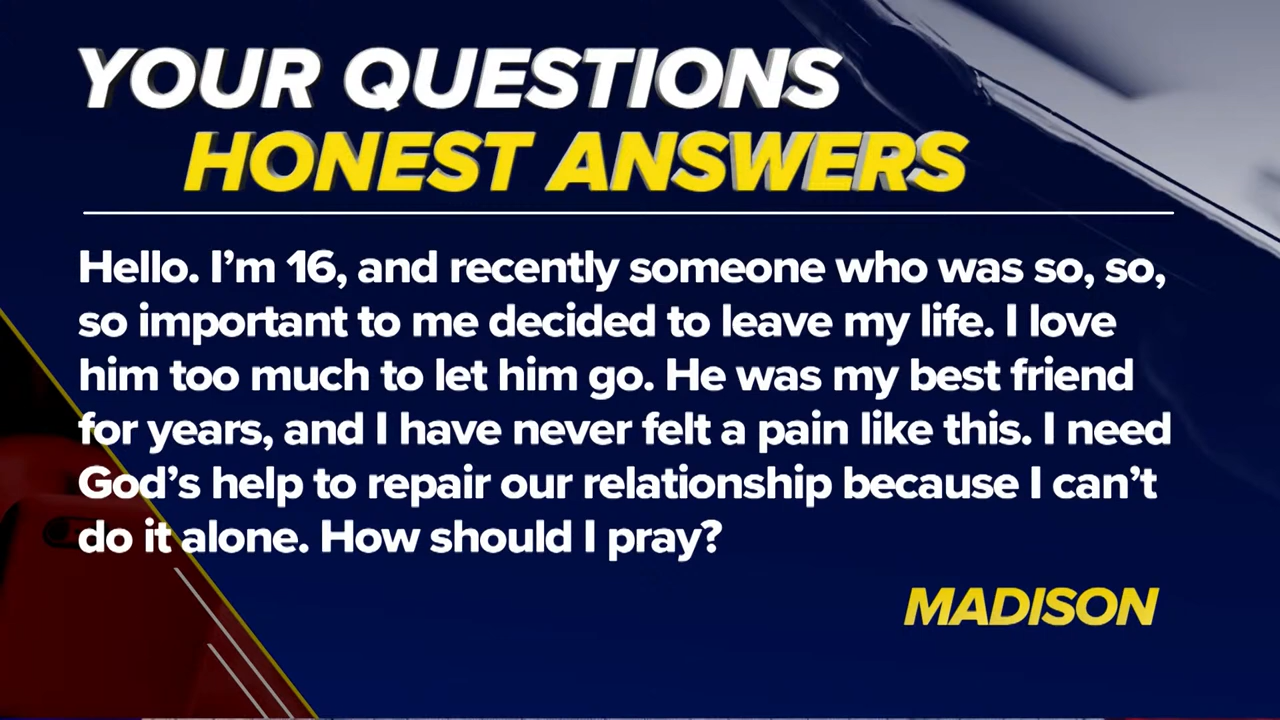 YOUR QUESTIONS
HONEST ANSWERS
Hello. I’m 16, and recently someone who was so, so,
so important to me decided to leave my life. I love
him too much to let him go. He was my best friend
for years, and I have never felt a pain like this. I need
God’s help to repair our relationship because I can’t
do it alone. How should I pray?
MADISON